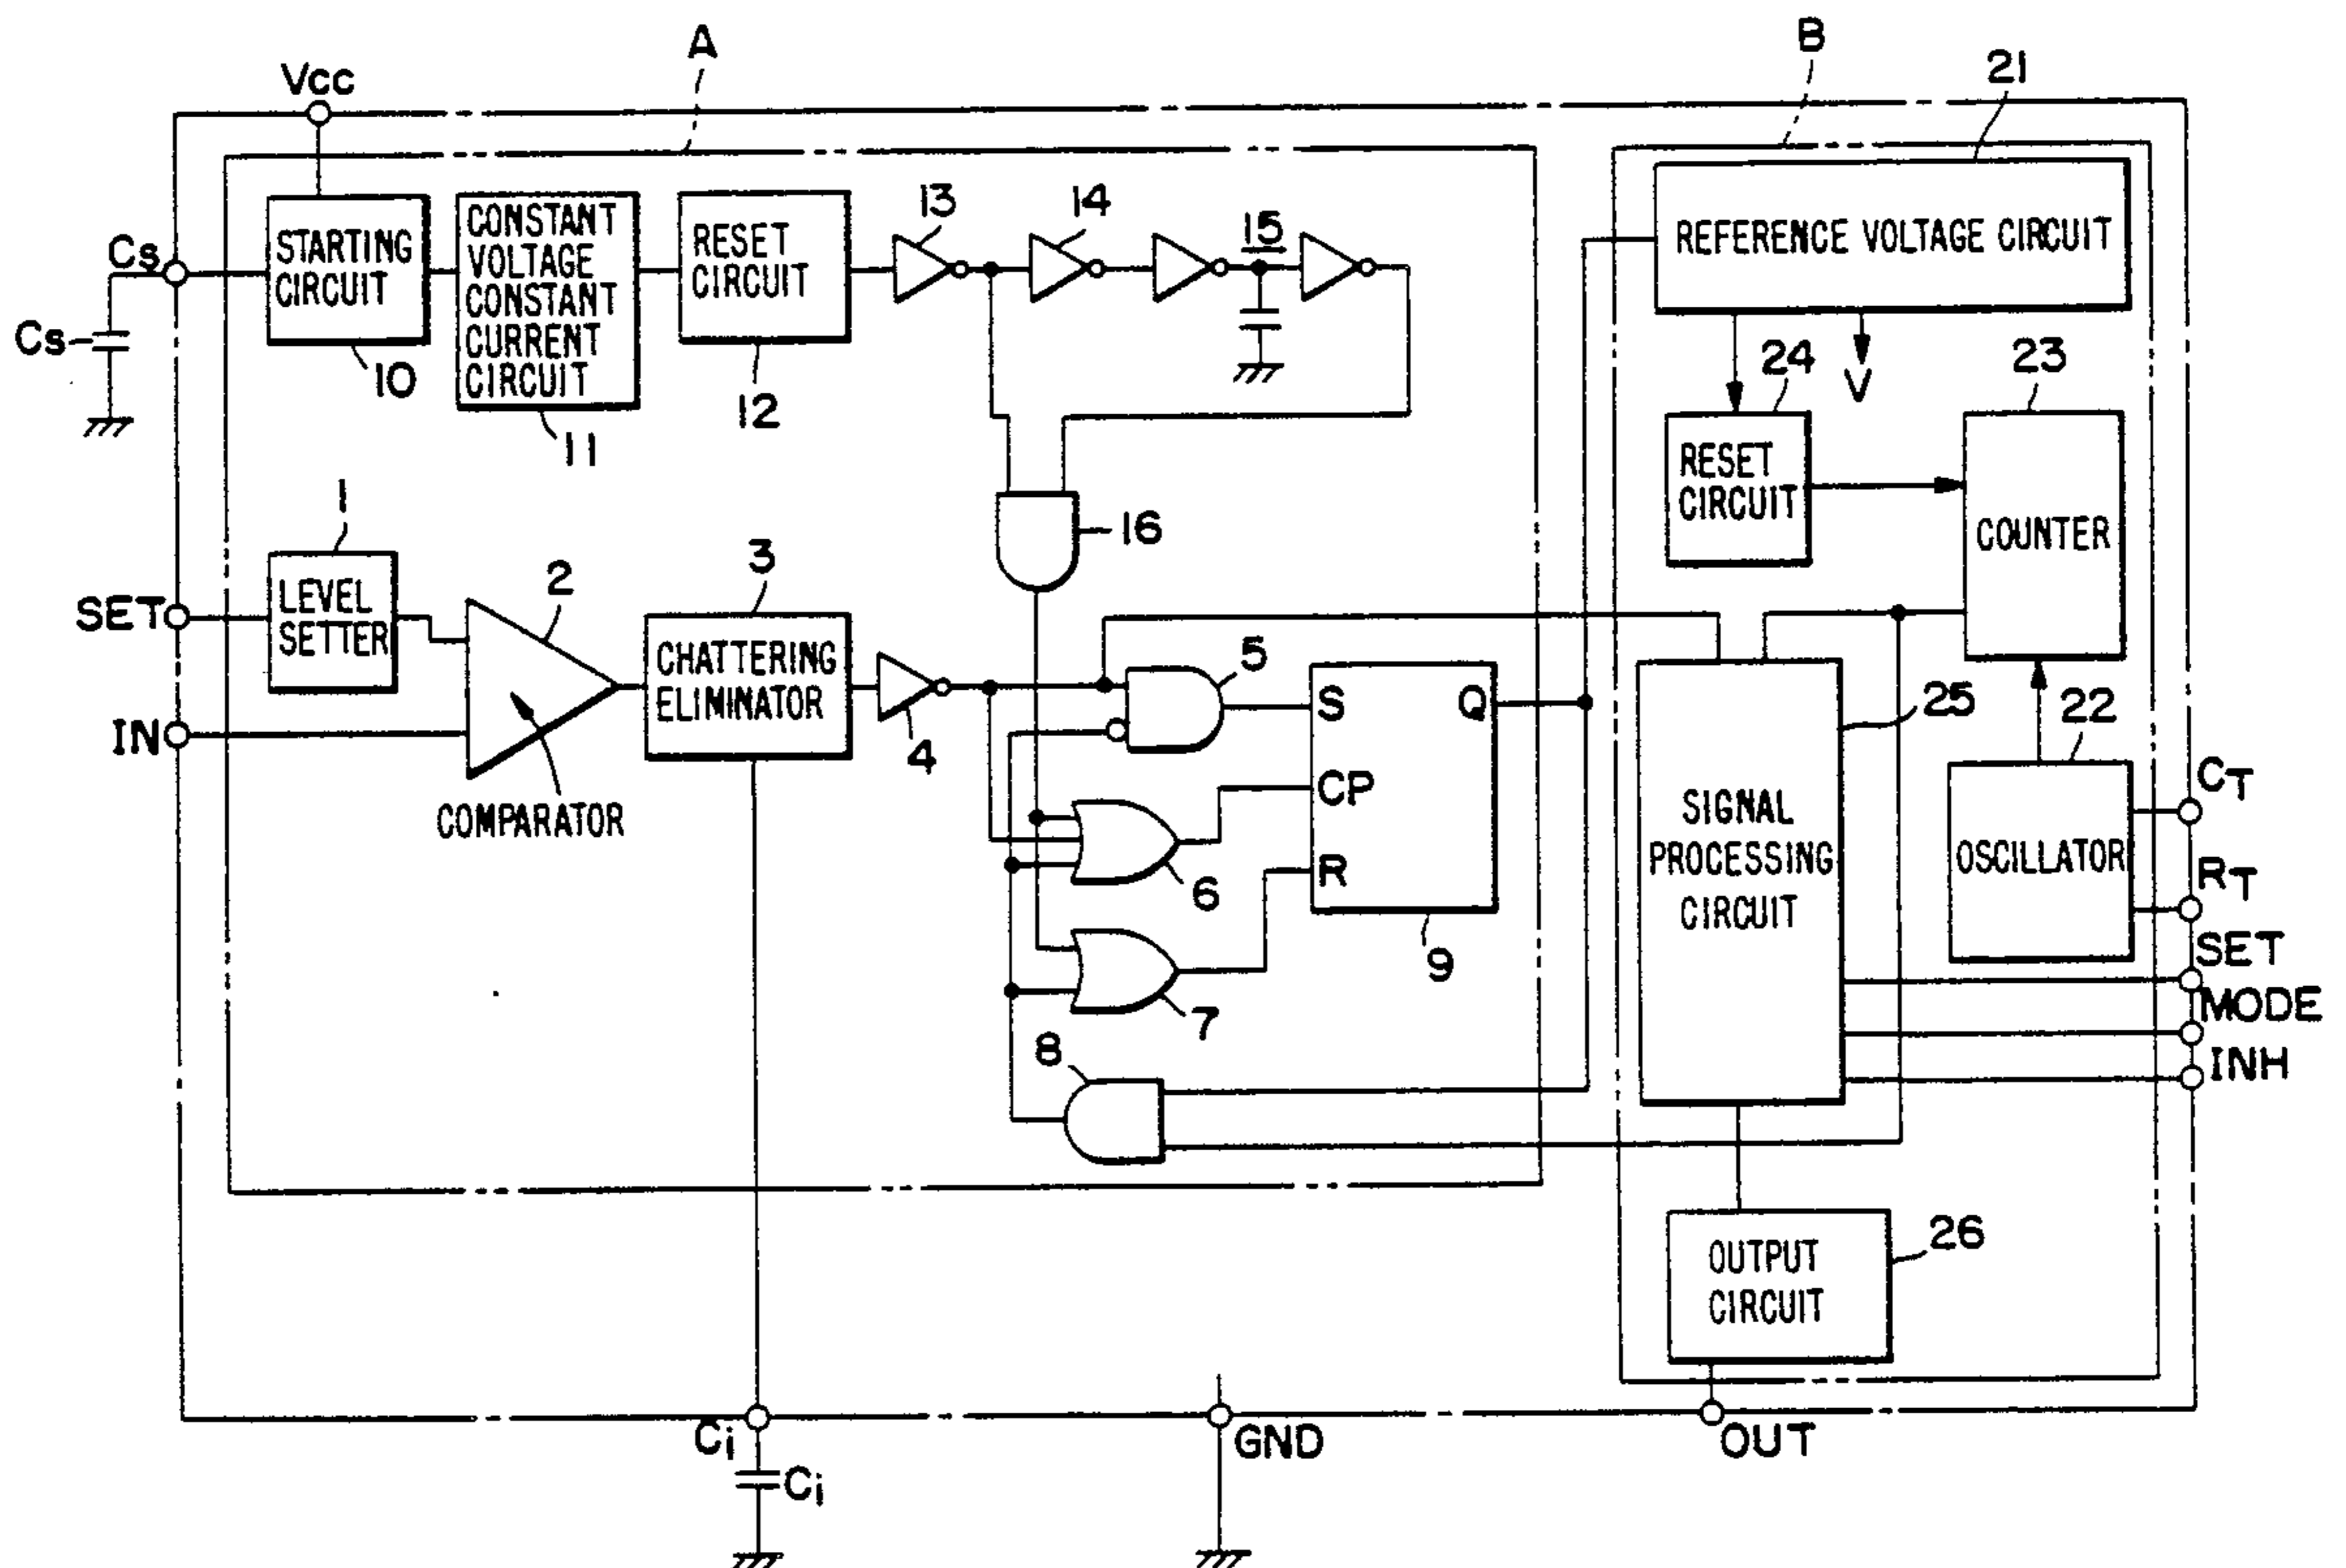 A
B
Vcc
21
Cs
Cs
STARTING
CIRCUIT
10
CONSTANT
VOLTAGE
CONSTANT
CURRENT
CIRCUIT
11
RESET
CIRCUIT
12
13
14
15
REFERENCE VOLTAGE CIRCUIT
V
24
23
RESET
CIRCUIT
COUNTER
16
1
SET
LEVEL
SETTER
IN
2
COMPARATOR
3
CHATTERING
ELIMINATOR
4
5
6
7
8
S
Q
CP
R
9
25
22
SIGNAL
PROCESSING
CIRCUIT
OSCILLATOR
CT
RT
SET
MODE
INH
OUTPUT
CIRCUIT
26
Ci
Ci
GND
OUT